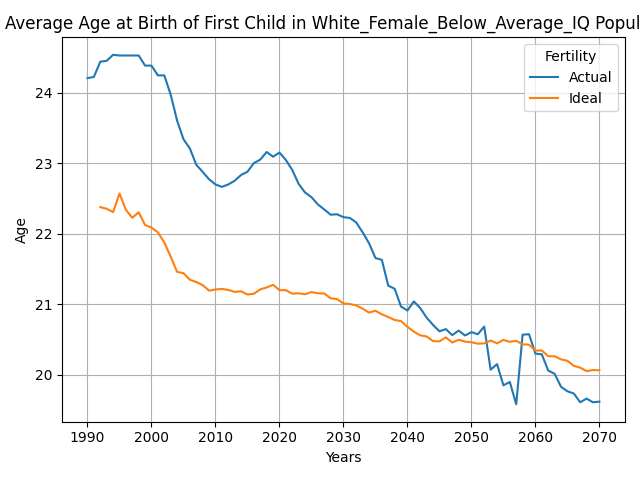 Average Age at Birth of First Child in White_Female_Below_Average_IQ Popul
Fertility
Actual
Ideal
24
23
22
21
20
Age
1990 2000 2010 2020 2030 2040 2050 2060 2070
Years